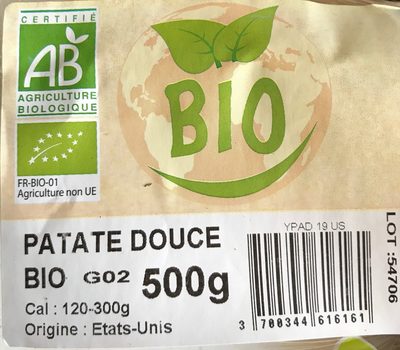 CERTIFIÉ
AB
AGRICULTURE
BIOLOGIQUE
BIO
FR-BIO-01
Agriculture non UE
PATATE DOUCE
BIO G02 500g
Cal : 120-300g
Origine : Etats-Unis
YPAD 19 US
3 700344 616161
LOT :54706